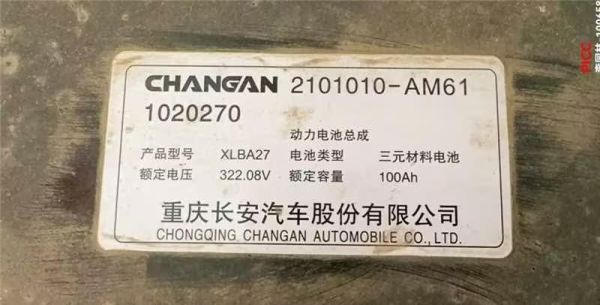 CHANGAN 2101010-AM61
1020270
动力电池总成
产品型号 XLBA27 电池类型 三元材料电池
额定电压 322.08V 额定容量 100Ah
重庆长安汽车股份有限公司
CHONGQING CHANGAN AUTOMOBILE CO.,LTD.
PICC